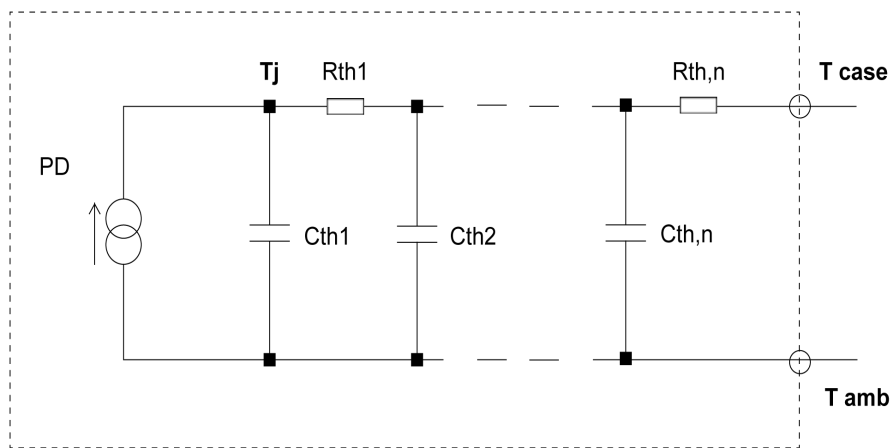 Tj
Rth1
Rth,n
T case
PD
Cth1
Cth2
Cth,n
T amb